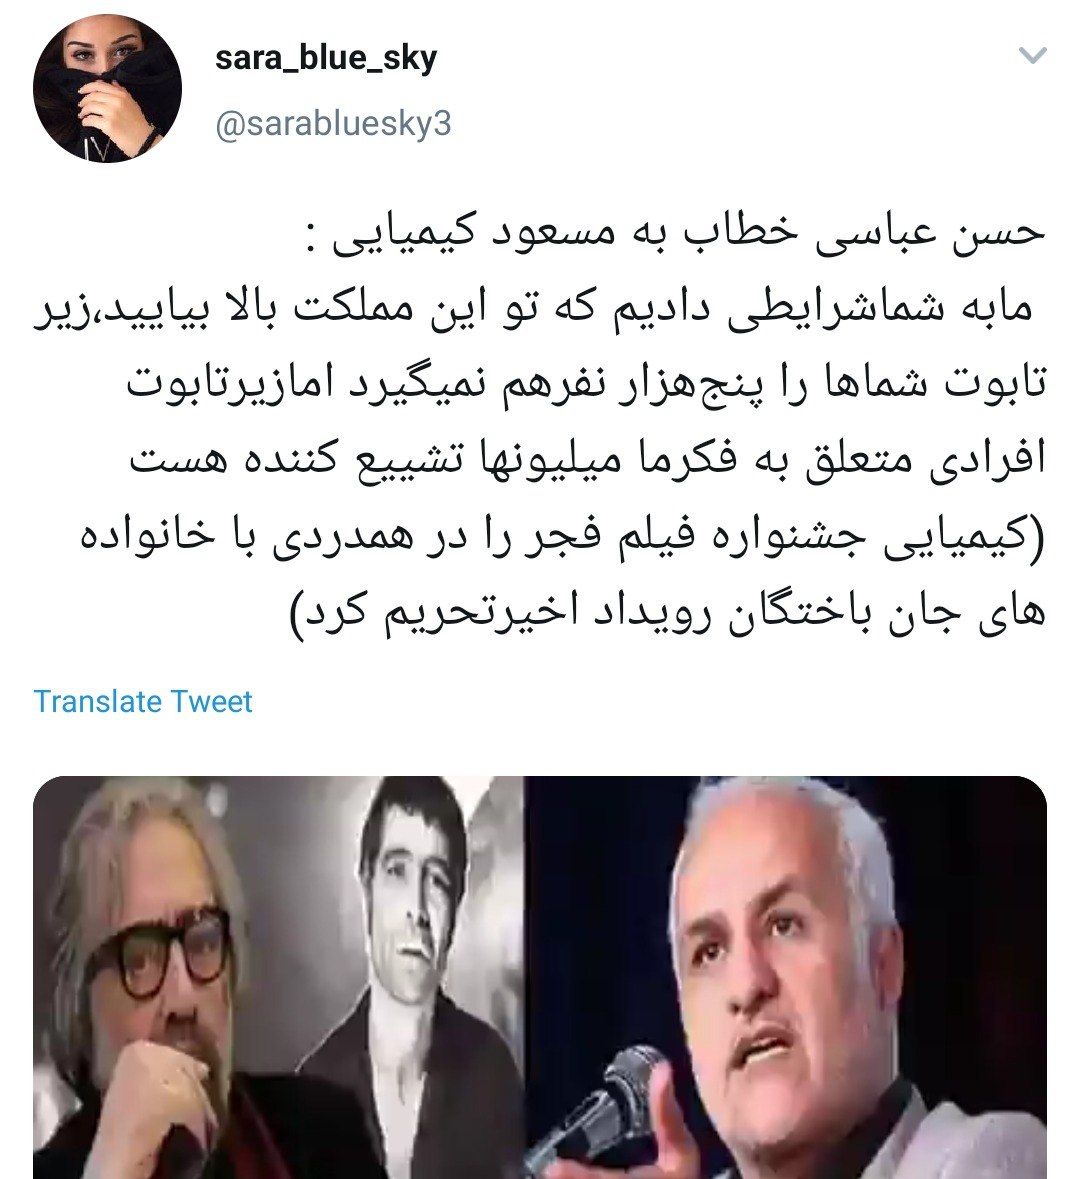 sara_blue_sky
@sarabluesky3
حسن عباسی خطاب به مسعود کیمیایی :
مابه شماشرایطی دادیم که تو این مملکت بالا بیایید،زیر
تابوت شماها را پنج‌هزار نفرهم نمیگیرد امازیرتابوت
افرادی متعلق به فکرما میلیونها تشییع کننده هست
(کیمیایی جشنواره فیلم فجر را در همدردی با خانواده
های جان باختگان رویداد اخیرتحریم کرد)
Translate Tweet